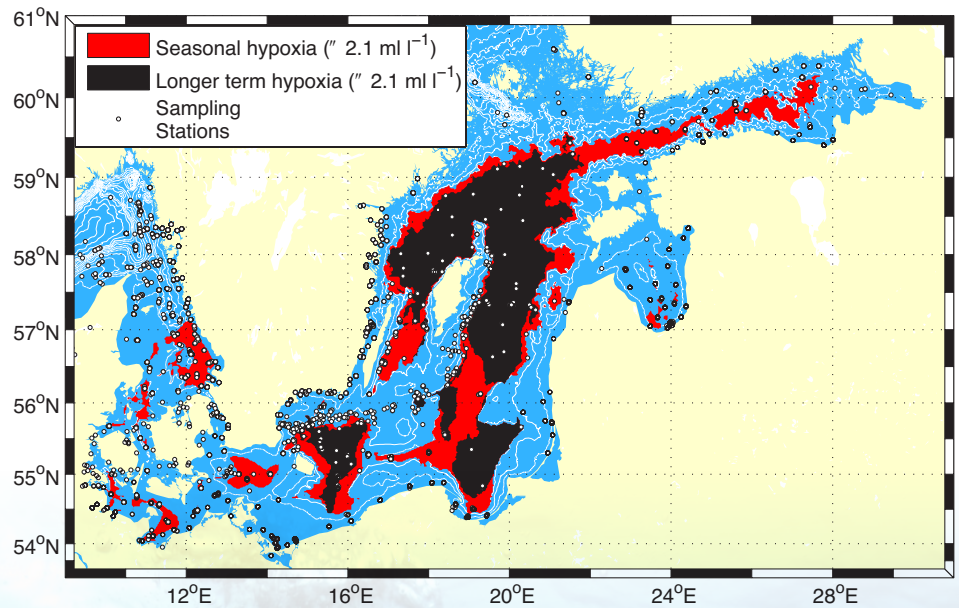 61°N
Seasonal hypoxia (″ 2.1 ml l⁻¹)
Longer term hypoxia (″ 2.1 ml l⁻¹)
Sampling
Stations
60°N
59°N
58°N
57°N
56°N
55°N
54°N
12°E 16°E 20°E 24°E 28°E